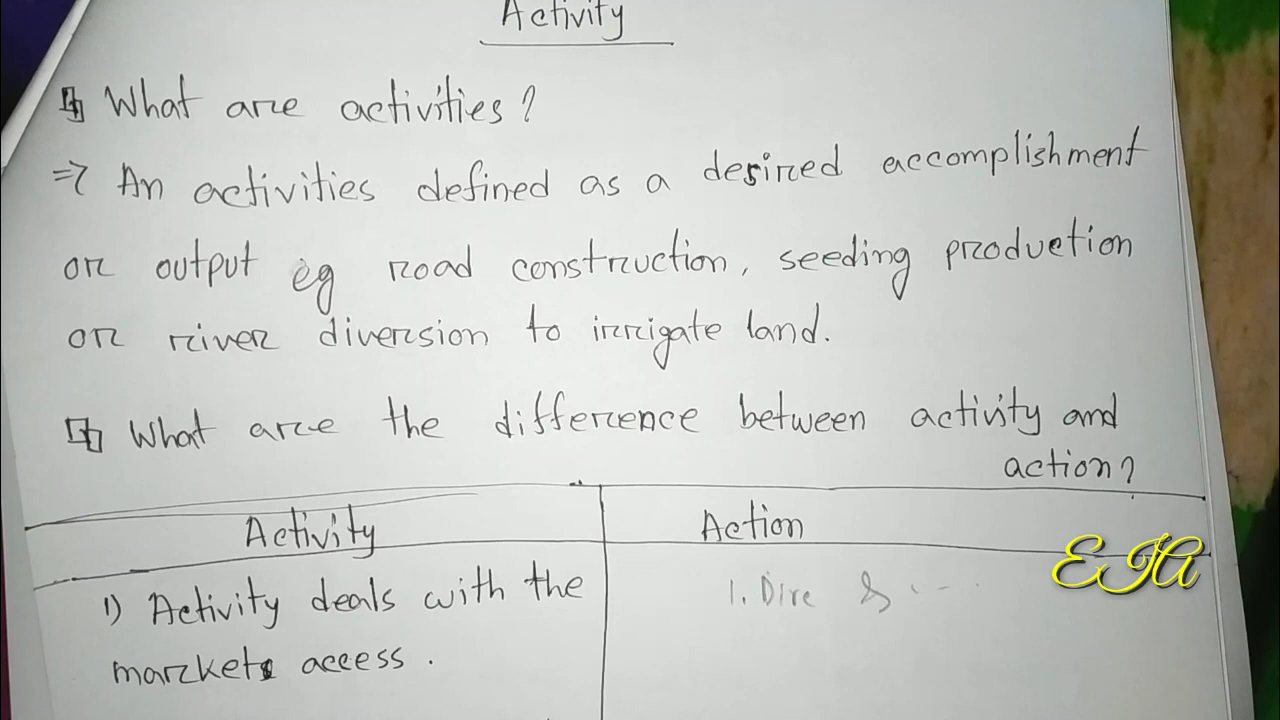 Activity
What are activities?
⇒ An activities defined as a desired accomplishment
or output eg road construction, seeding production
or river diversion to irrigate land.
What are the difference between activity and
action?
Activity
Action
EIA
1) Activity deals with the
markets access.
1. Dire